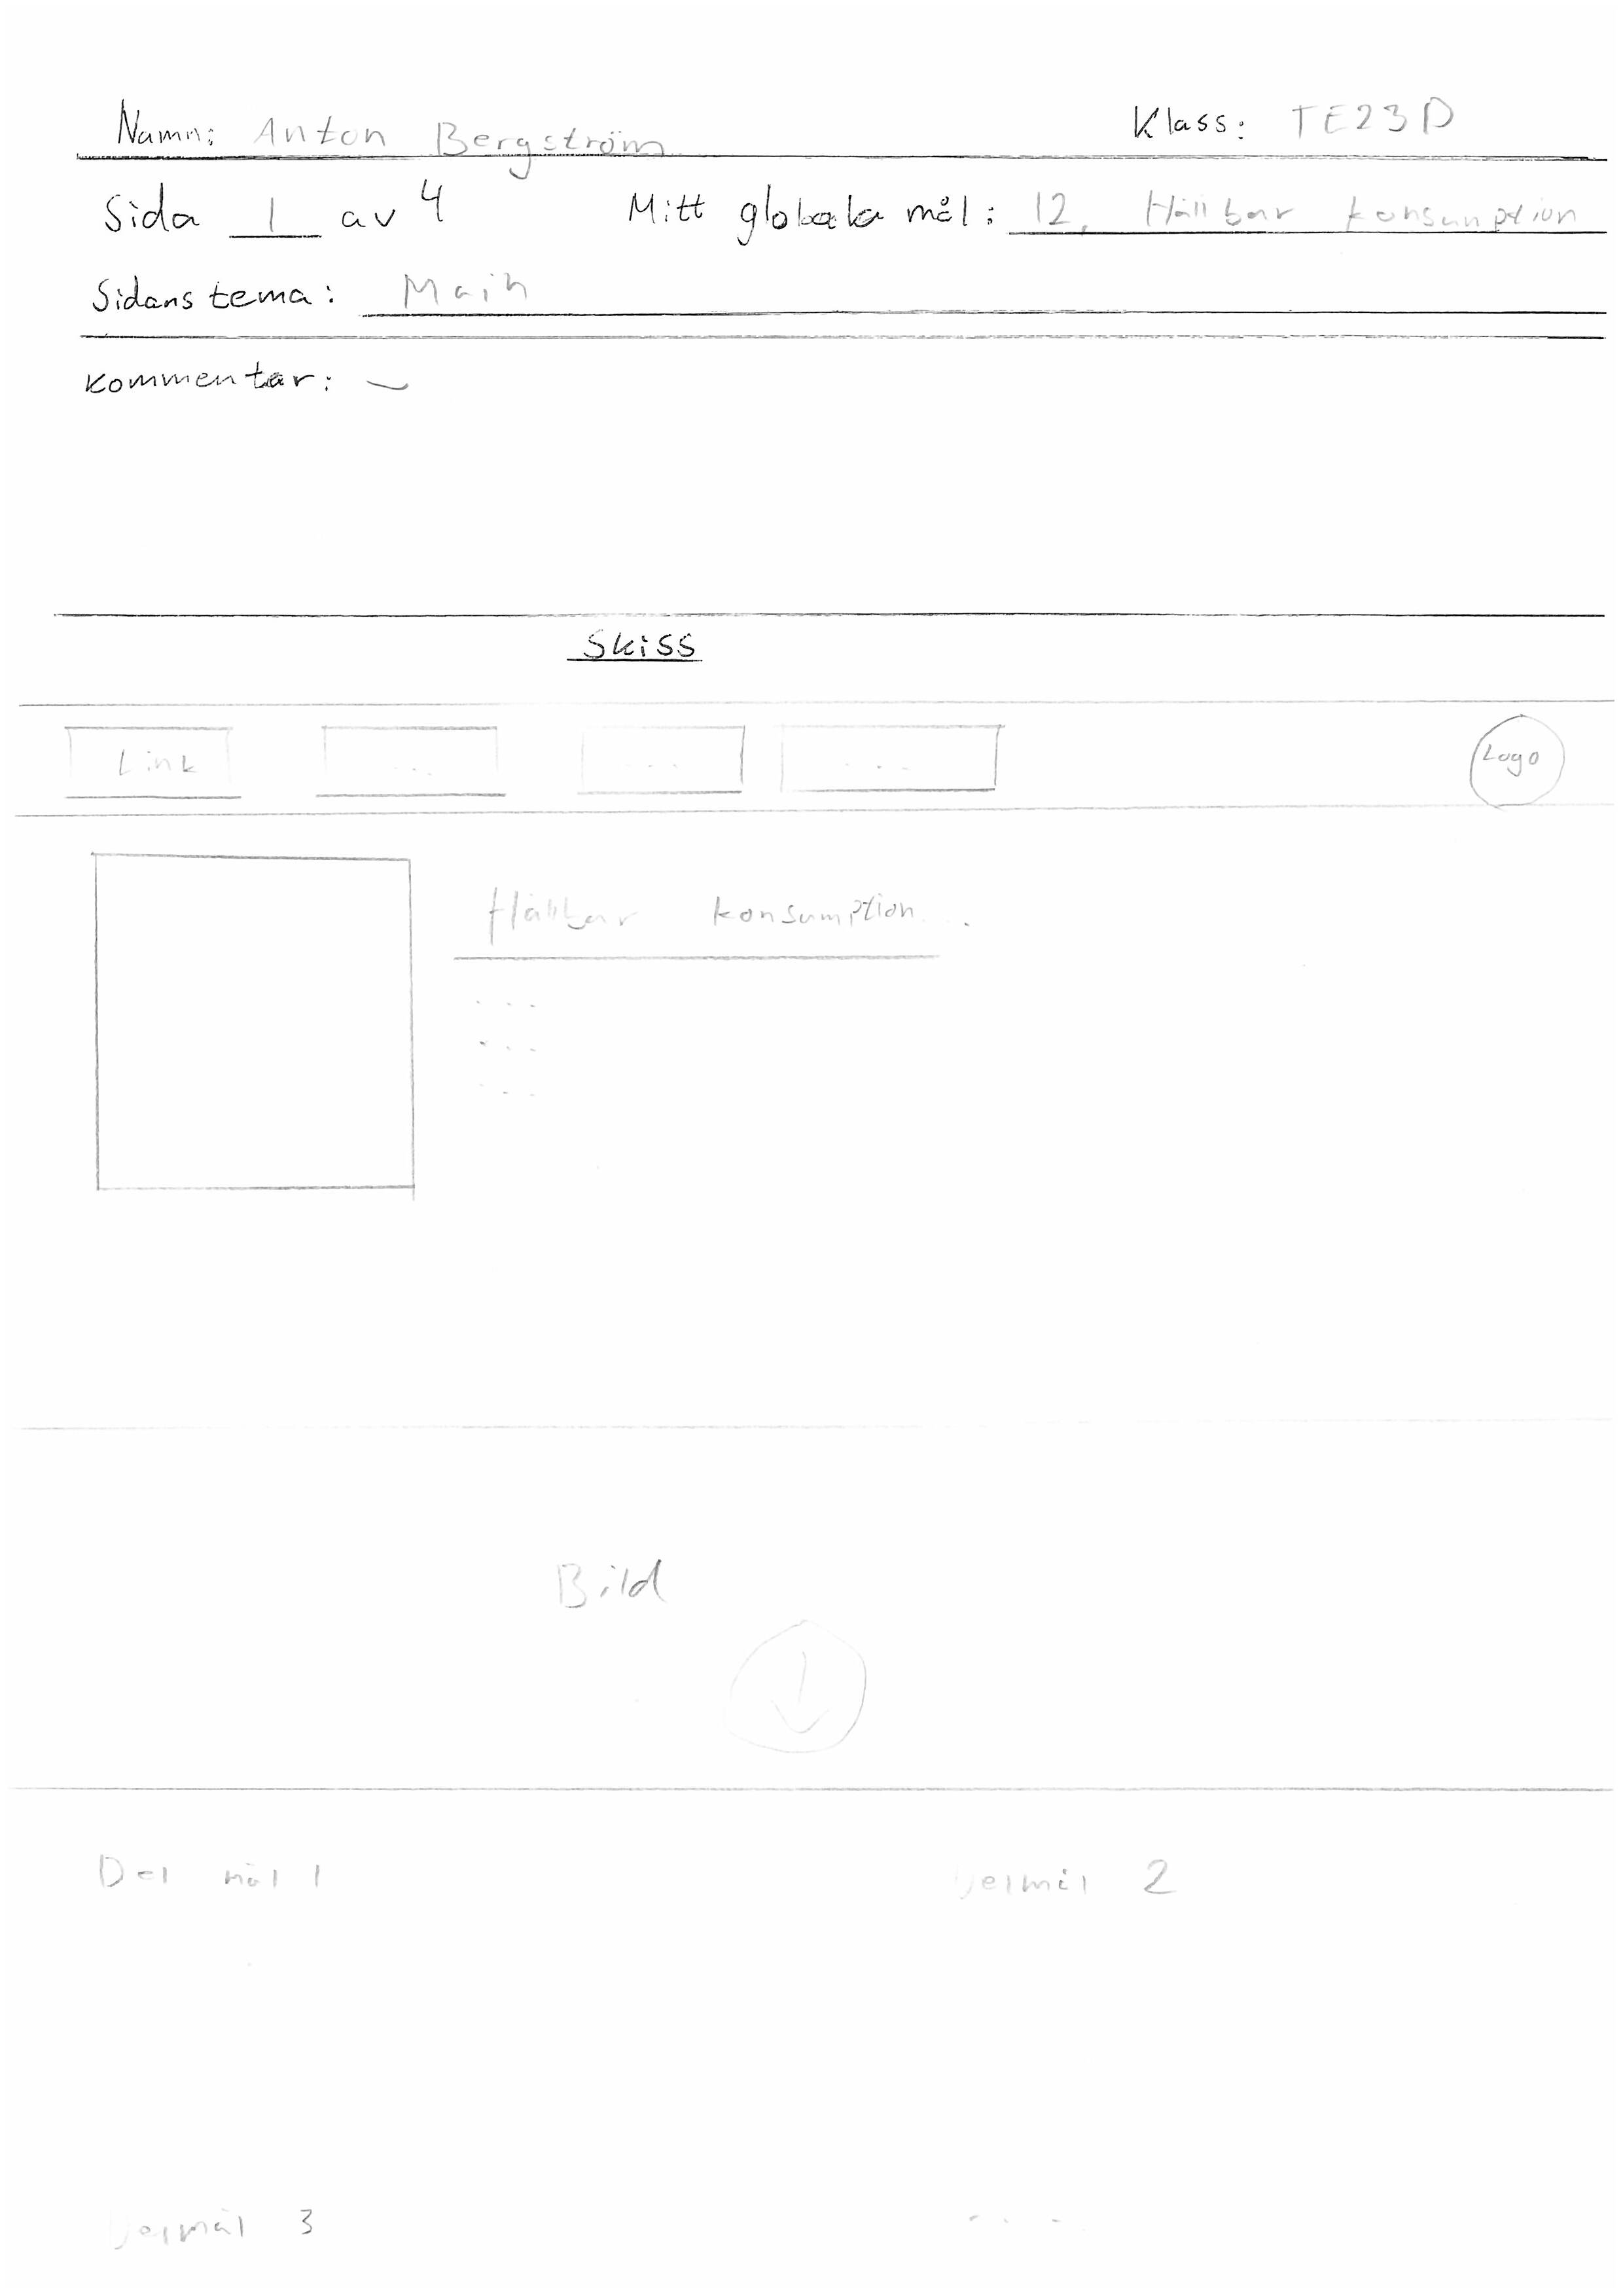 Namn: Anton Bergström Klass: TE23D
Sida 1 av 4 Mitt globala mål: 12, Hållbar konsumption
Sidans tema: Main
Kommentar: ~
Skiss
Link ... ... ... Logo
Hållbar konsumption...
...
...
...
Bild
Del mål 1 Delmål 2
Delmål 3 ....